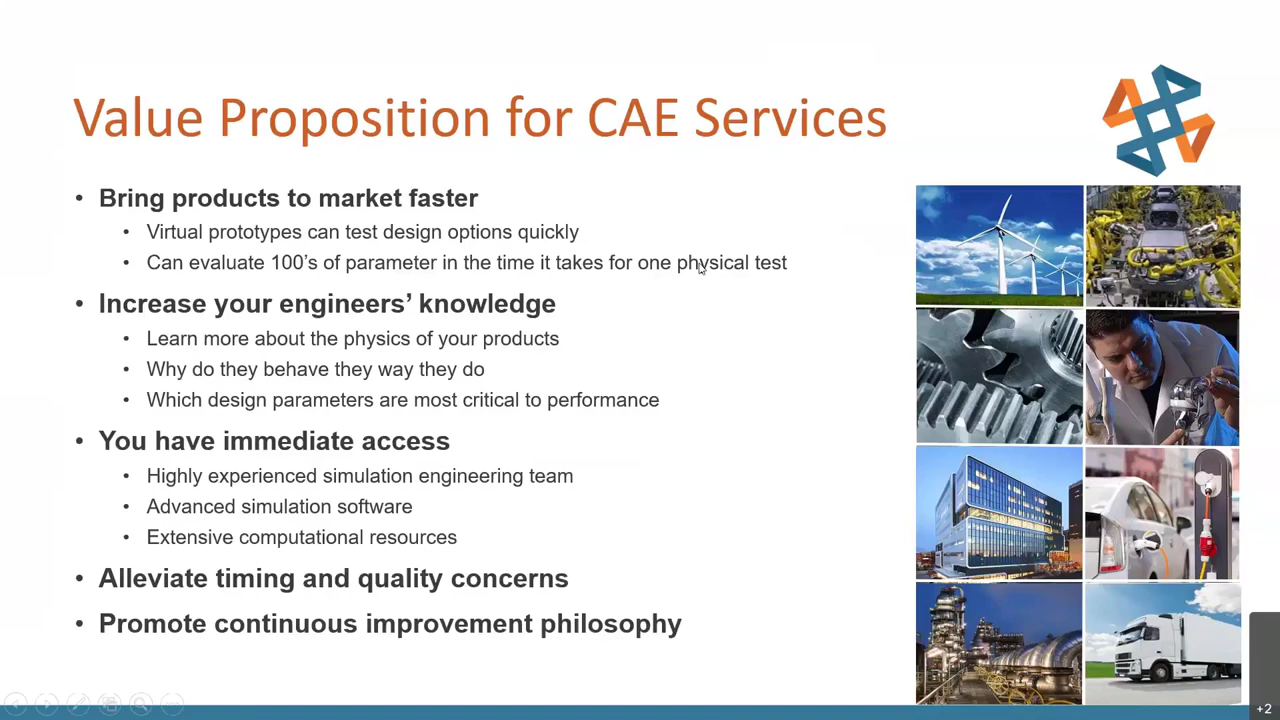 Value Proposition for CAE Services
• Bring products to market faster
• Virtual prototypes can test design options quickly
• Can evaluate 100's of parameter in the time it takes for one physical test
• Increase your engineers' knowledge
• Learn more about the physics of your products
• Why do they behave they way they do
• Which design parameters are most critical to performance
• You have immediate access
• Highly experienced simulation engineering team
• Advanced simulation software
• Extensive computational resources
• Alleviate timing and quality concerns
• Promote continuous improvement philosophy
+2